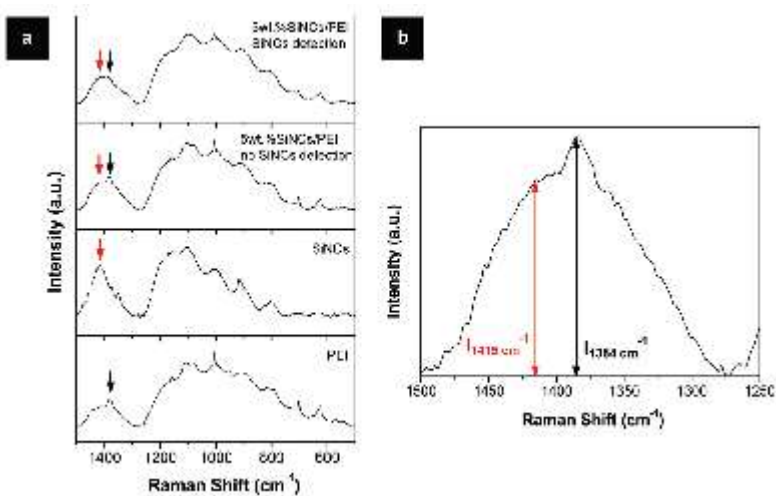 a
5wt.%SiNCs/PEI
SiNCs detection
5wt.%SiNCs/PEI
no SiNCs detection
SiNCs
PEI
Intensity (a.u.)
1400 1200 1000 800 600
Raman Shift (cm-1)
b
Intensity (a.u.)
I1415 cm-1
I1384 cm-1
1500 1450 1400 1350 1300 1250
Raman Shift (cm-1)